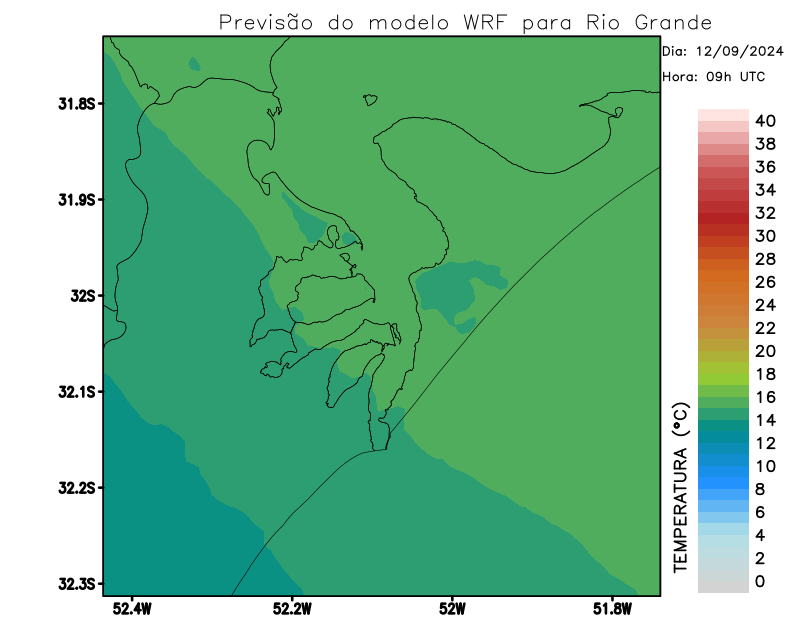 Previsão do modelo WRF para Rio Grande
Dia: 12/09/2024
Hora: 09h UTC
31.8S
31.9S
32S
32.1S
32.2S
32.3S
52.4W
52.2W
52W
51.8W
TEMPERATURA (°C)
40
38
36
34
32
30
28
26
24
22
20
18
16
14
12
10
8
6
4
2
0